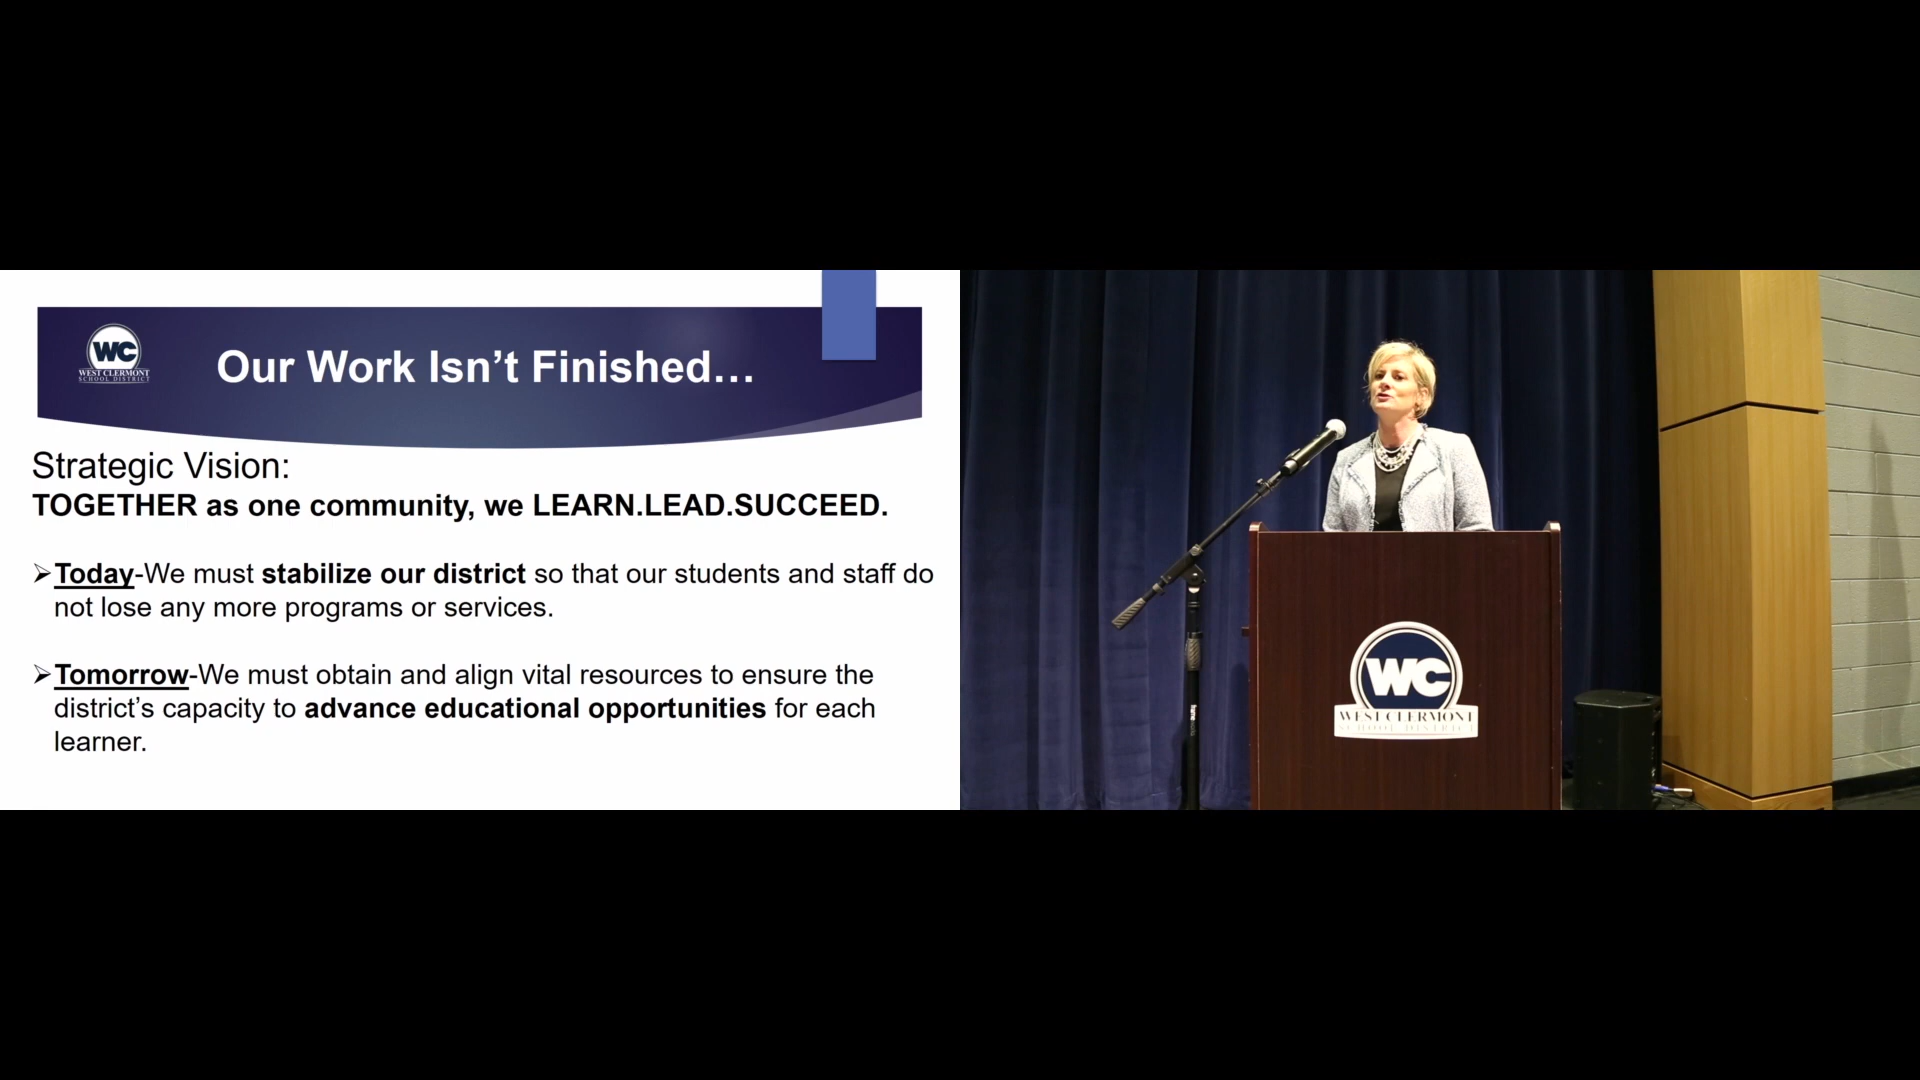 WC
WEST CLERMONT
SCHOOL DISTRICT
Our Work Isn’t Finished…
Strategic Vision:
TOGETHER as one community, we LEARN.LEAD.SUCCEED.
➢Today-We must stabilize our district so that our students and staff do
not lose any more programs or services.
➢Tomorrow-We must obtain and align vital resources to ensure the
district’s capacity to advance educational opportunities for each
learner.
WC
WEST CLERMONT
SCHOOL DISTRICT